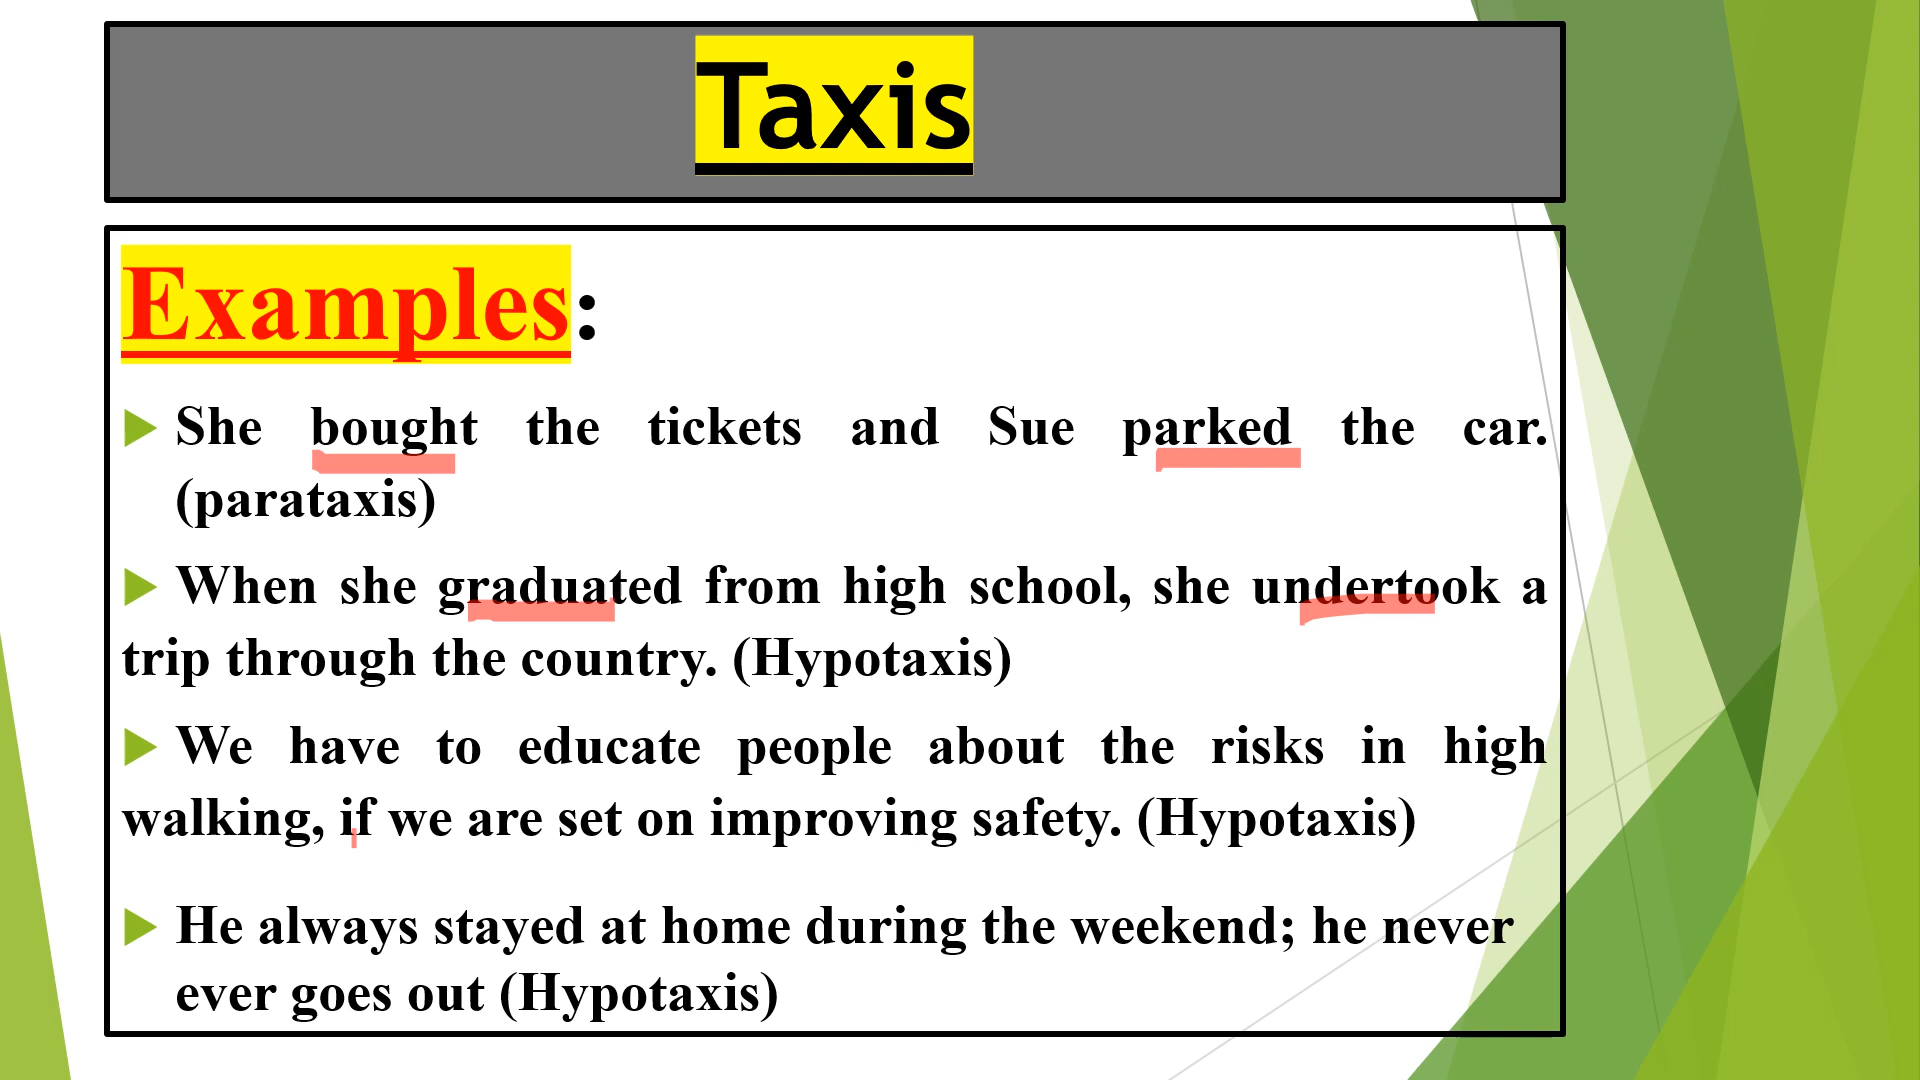 Taxis
Examples:
She bought the tickets and Sue parked the car.
(parataxis)
When she graduated from high school, she undertook a
trip through the country. (Hypotaxis)
We have to educate people about the risks in high
walking, if we are set on improving safety. (Hypotaxis)
He always stayed at home during the weekend; he never
ever goes out (Hypotaxis)